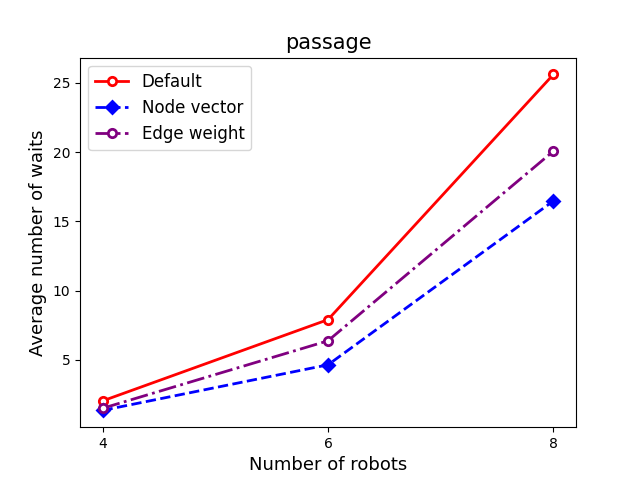 passage
Default
Node vector
Edge weight
Average number of waits
25
20
15
10
5
4
6
8
Number of robots